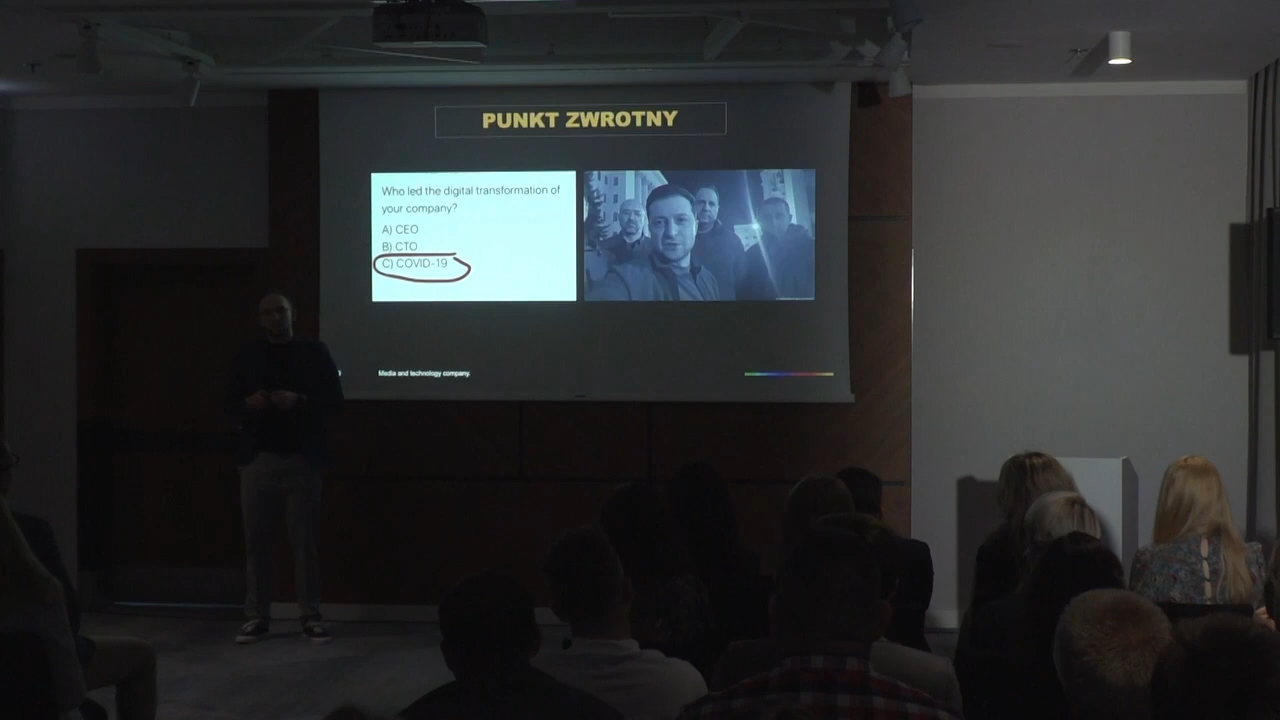 PUNKT ZWROTNY
Who led the digital transformation of
your company?
A) CEO
B) CTO
C) COVID-19
Media and technology company.